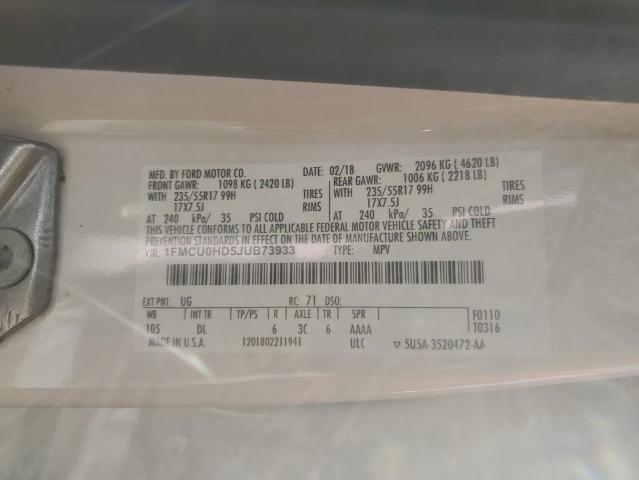 MFD. BY FORD MOTOR CO. DATE: 02/18 GVWR: 2096 KG ( 4620 LB)
FRONT GAWR: 1098 KG ( 2420 LB) REAR GAWR: 1006 KG ( 2218 LB)
WITH 235/55R17 99H TIRES WITH 235/55R17 99H TIRES
17X7.5J RIMS 17X7.5J RIMS
AT 240 kPa/ 35 PSI COLD AT 240 kPa/ 35 PSI COLD
THIS VEHICLE CONFORMS TO ALL APPLICABLE FEDERAL MOTOR VEHICLE SAFETY AND THEFT
PREVENTION STANDARDS IN EFFECT ON THE DATE OF MANUFACTURE SHOWN ABOVE.
VIN: 1FMCU0HD5JUB73933 TYPE: MPV
EXT PNT: UG RC: 71 DSO:
WB INT TR TP/PS R AXLE TR SPR F0110
105 DL 6 3C 6 AAAA T0316
MADE IN U.S.A. 1201802211941 ULC 5U5A-3520472-AA